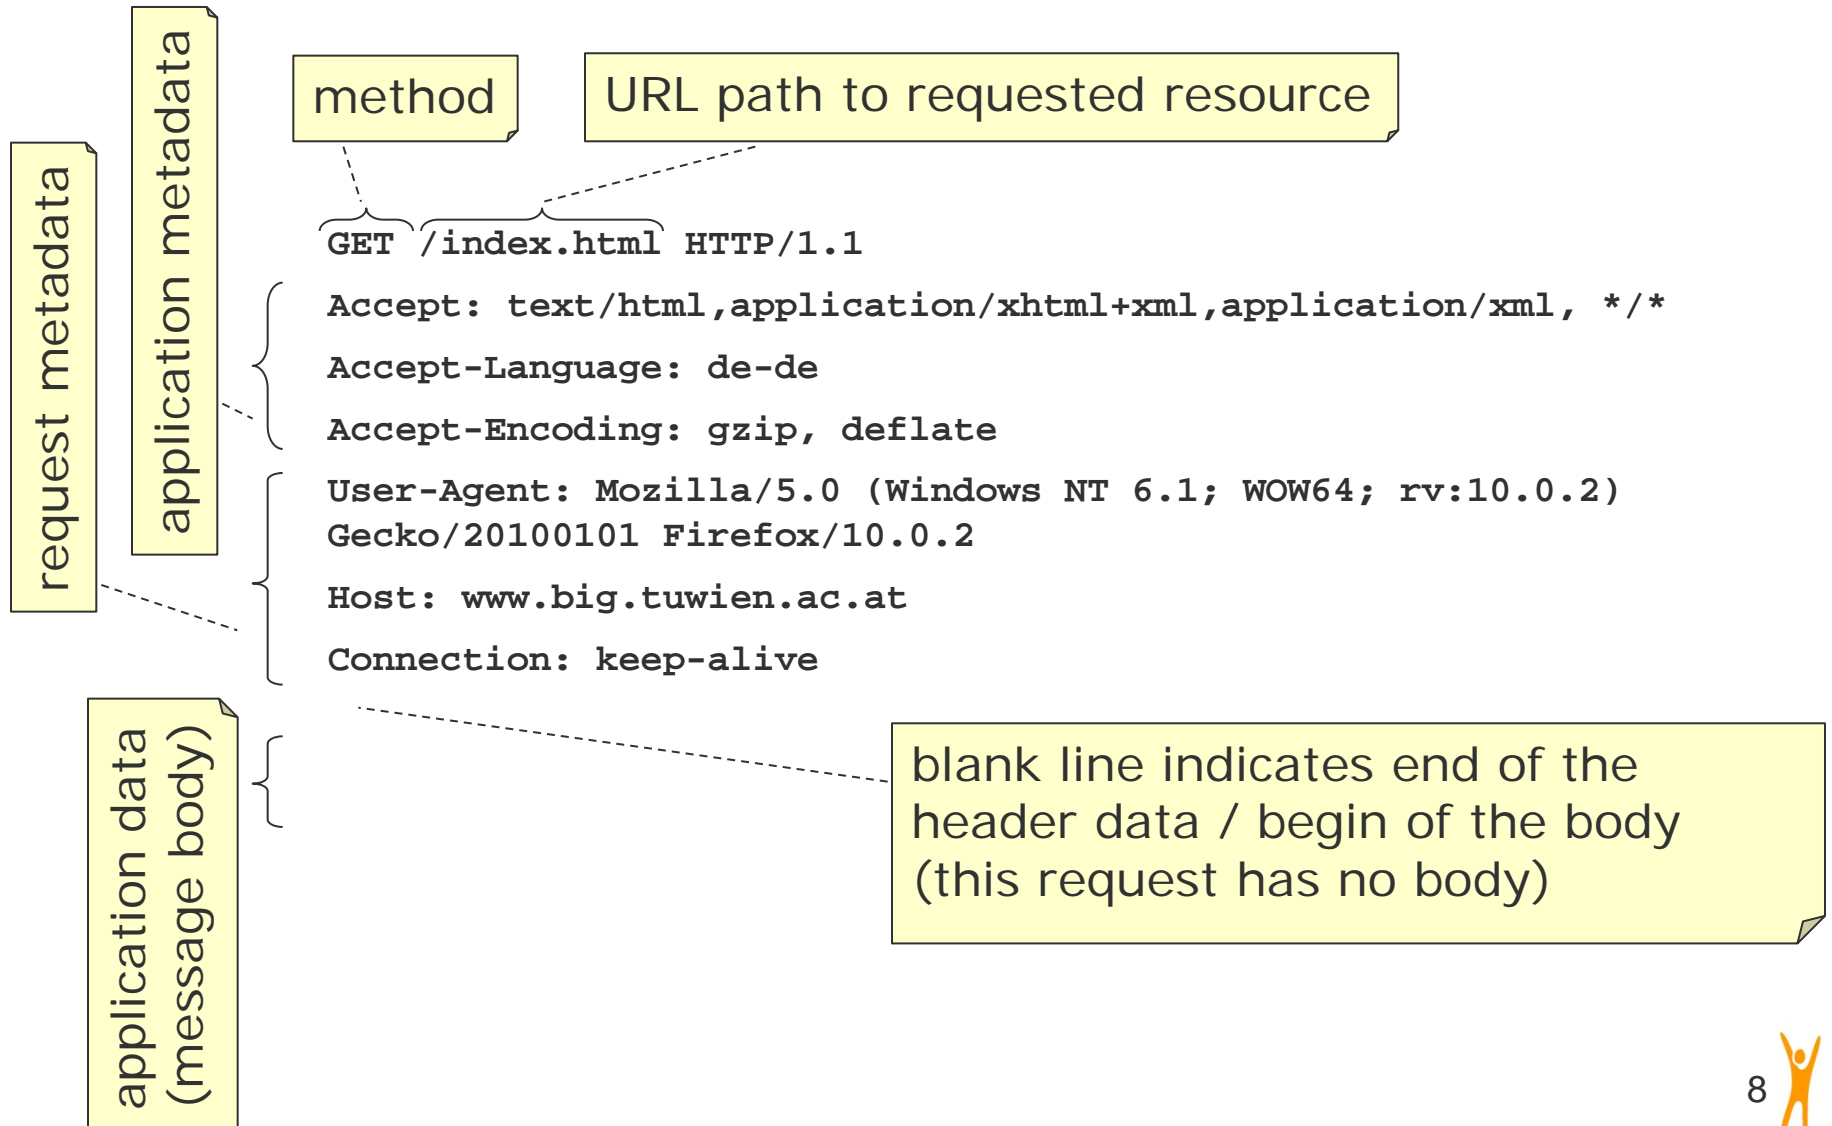 method
URL path to requested resource
application metadata
request metadata
GET /index.html HTTP/1.1
Accept: text/html,application/xhtml+xml,application/xml, */*
Accept-Language: de-de
Accept-Encoding: gzip, deflate
User-Agent: Mozilla/5.0 (Windows NT 6.1; WOW64; rv:10.0.2)
Gecko/20100101 Firefox/10.0.2
Host: www.big.tuwien.ac.at
Connection: keep-alive
application data
(message body)
blank line indicates end of the
header data / begin of the body
(this request has no body)
8